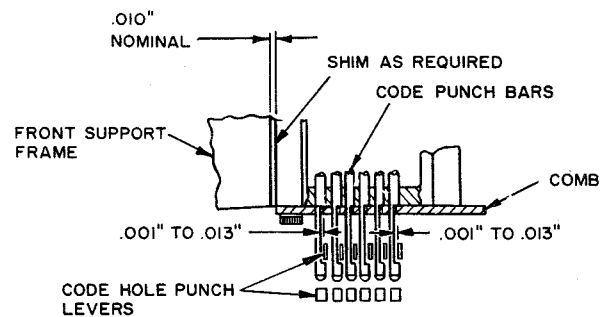 .010"
NOMINAL
SHIM AS REQUIRED
CODE PUNCH BARS
FRONT SUPPORT
FRAME
COMB
.001" TO .013"
.001" TO .013"
CODE HOLE PUNCH
LEVERS